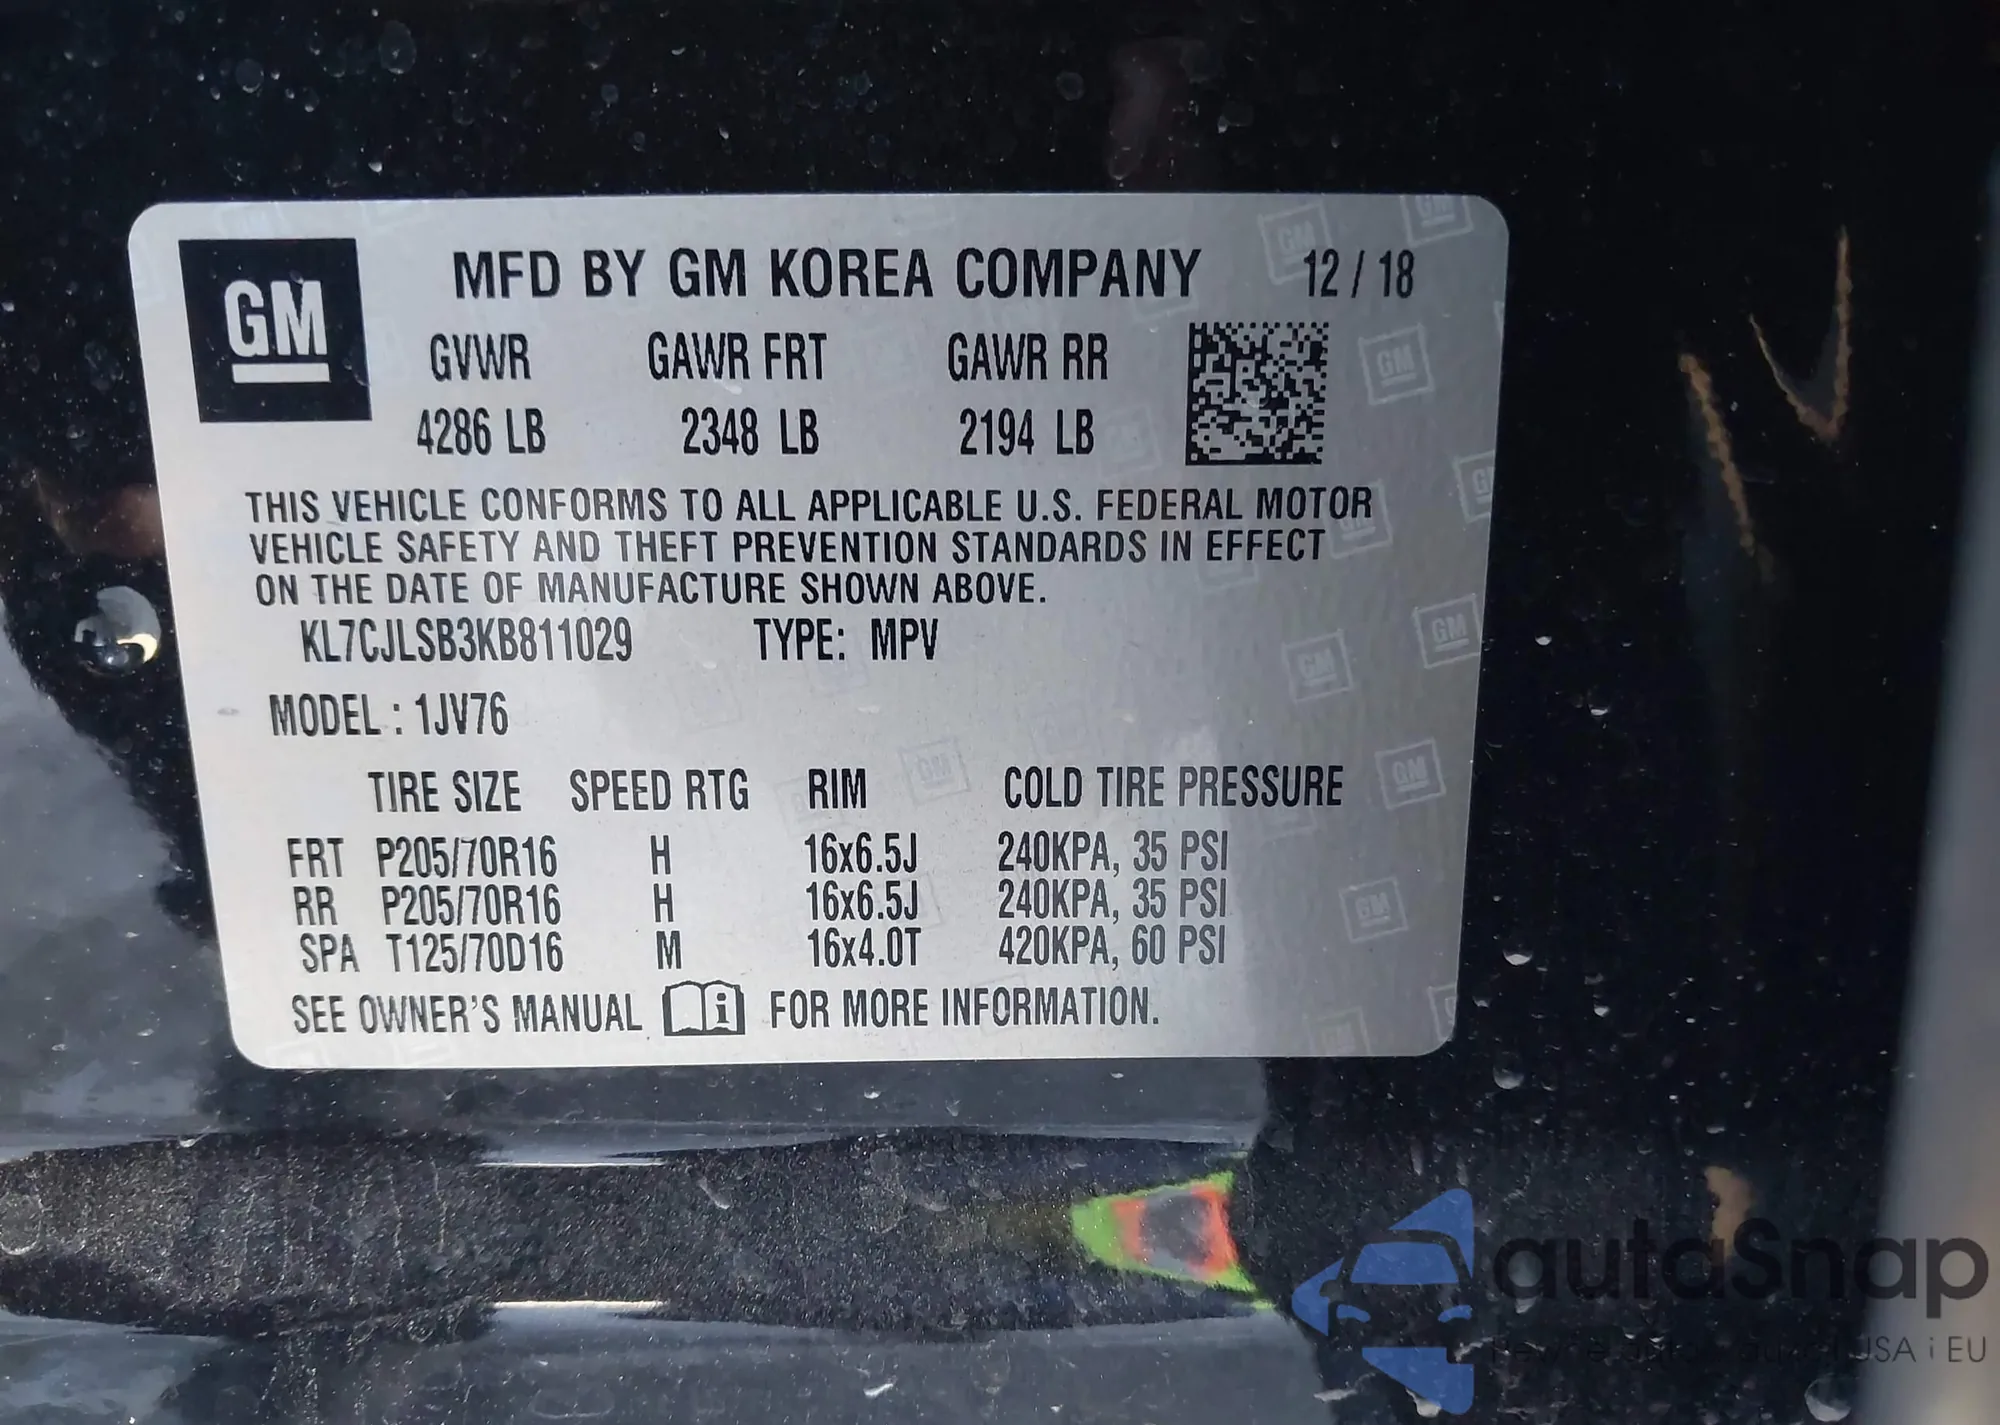 GM
MFD BY GM KOREA COMPANY 12 / 18
GVWR GAWR FRT GAWR RR
4286 LB 2348 LB 2194 LB
THIS VEHICLE CONFORMS TO ALL APPLICABLE U.S. FEDERAL MOTOR
VEHICLE SAFETY AND THEFT PREVENTION STANDARDS IN EFFECT
ON THE DATE OF MANUFACTURE SHOWN ABOVE.
KL7CJLSB3KB811029 TYPE: MPV
MODEL : 1JV76
TIRE SIZE SPEED RTG RIM COLD TIRE PRESSURE
FRT P205/70R16 H 16x6.5J 240KPA, 35 PSI
RR P205/70R16 H 16x6.5J 240KPA, 35 PSI
SPA T125/70D16 M 16x4.0T 420KPA, 60 PSI
SEE OWNER'S MANUAL i FOR MORE INFORMATION.
autoSnap
USA i EU